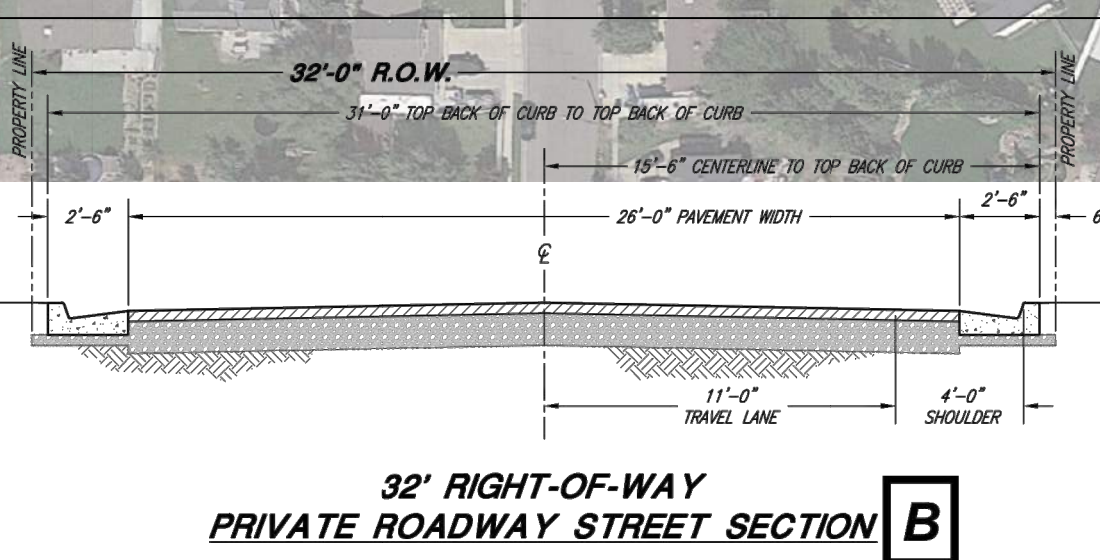 PROPERTY LINE
32'-0" R.O.W.
PROPERTY LINE
31'-0" TOP BACK OF CURB TO TOP BACK OF CURB
15'-6" CENTERLINE TO TOP BACK OF CURB
2'-6"
26'-0" PAVEMENT WIDTH
2'-6"
6
℄
11'-0"
TRAVEL LANE
4'-0"
SHOULDER
32' RIGHT-OF-WAY
PRIVATE ROADWAY STREET SECTION
B